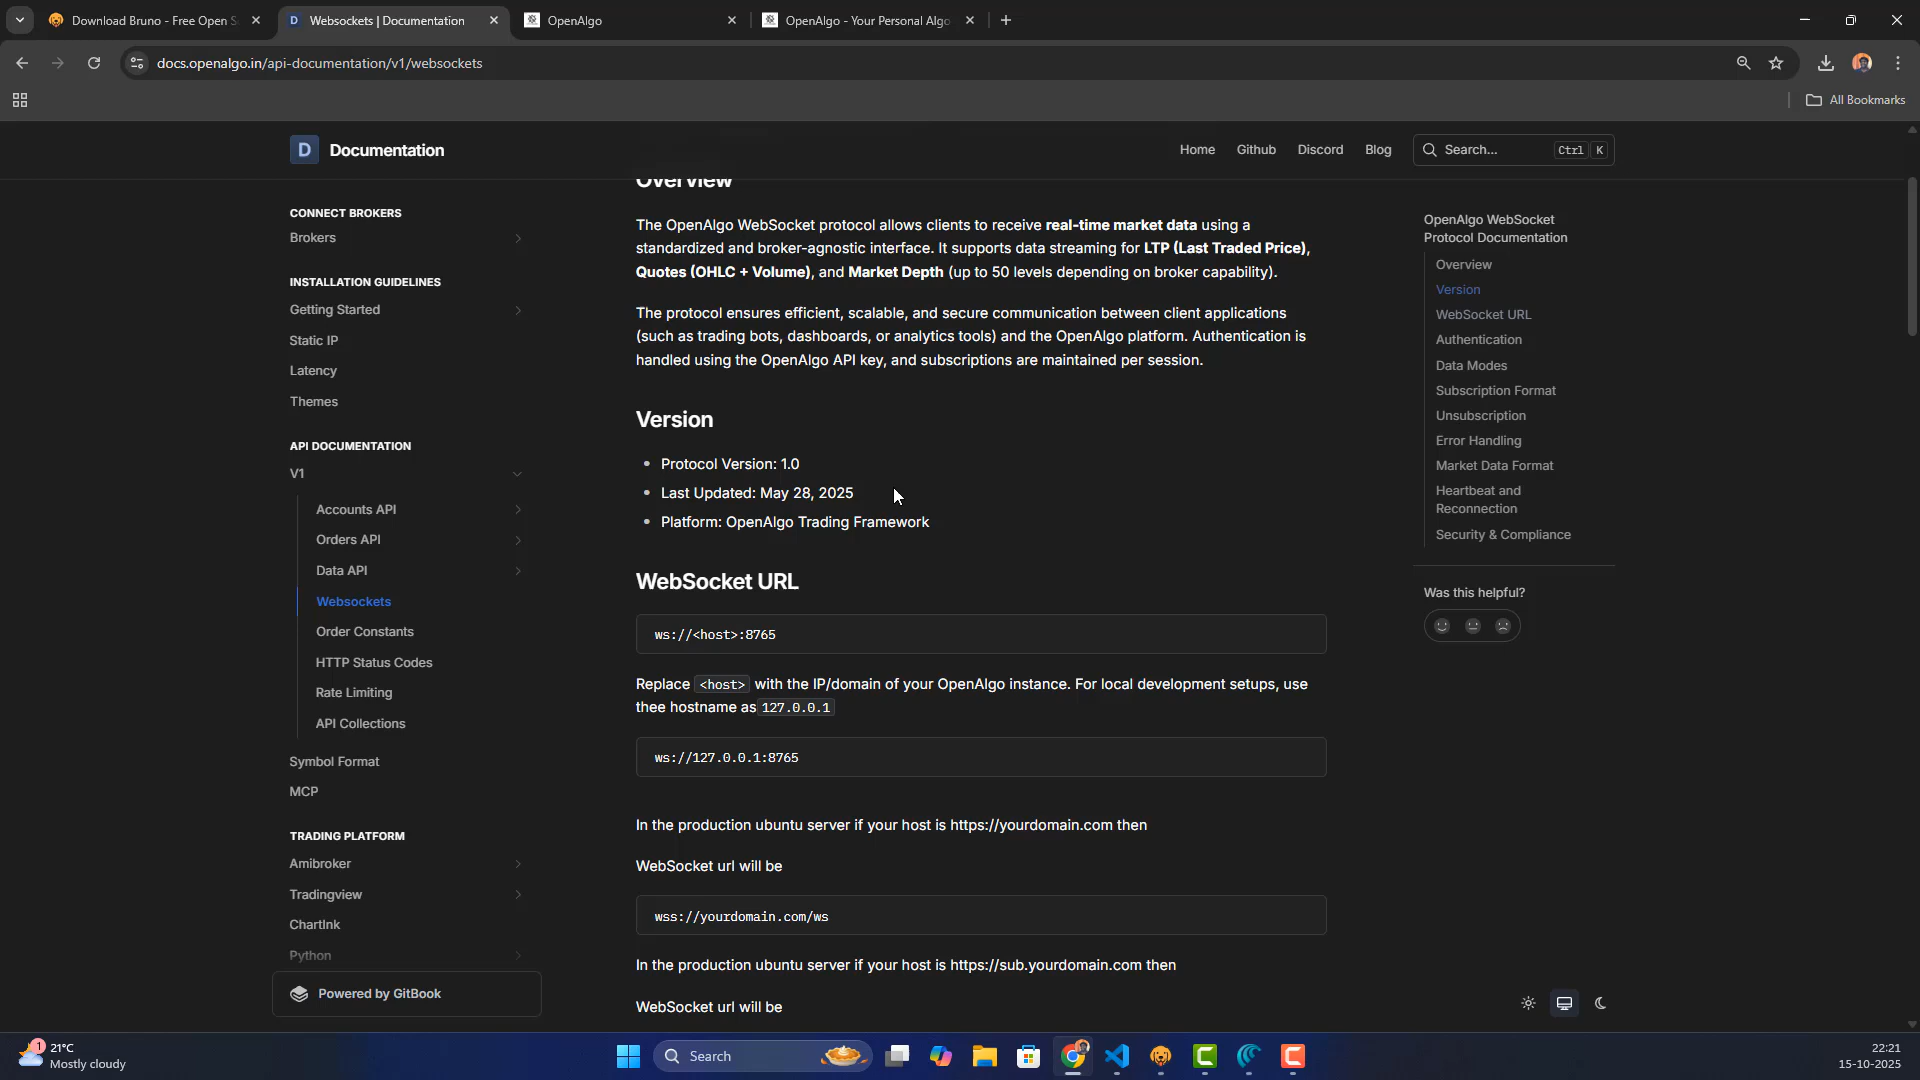 Download Bruno - Free Open S
Websockets | Documentation
OpenAlgo
OpenAlgo - Your Personal Algo
docs.openalgo.in/api-documentation/v1/websockets
All Bookmarks
D
Documentation
Home
Github
Discord
Blog
Search...
Ctrl K
CONNECT BROKERS
Brokers
INSTALLATION GUIDELINES
Getting Started
Static IP
Latency
Themes
API DOCUMENTATION
V1
Accounts API
Orders API
Data API
Websockets
Order Constants
HTTP Status Codes
Rate Limiting
API Collections
Symbol Format
MCP
TRADING PLATFORM
Amibroker
Tradingview
ChartInk
Python
Powered by GitBook
Overview
The OpenAlgo WebSocket protocol allows clients to receive real-time market data using a
standardized and broker-agnostic interface. It supports data streaming for LTP (Last Traded Price),
Quotes (OHLC + Volume), and Market Depth (up to 50 levels depending on broker capability).
The protocol ensures efficient, scalable, and secure communication between client applications
(such as trading bots, dashboards, or analytics tools) and the OpenAlgo platform. Authentication is
handled using the OpenAlgo API key, and subscriptions are maintained per session.
Version
• Protocol Version: 1.0
• Last Updated: May 28, 2025
• Platform: OpenAlgo Trading Framework
WebSocket URL
ws://<host>:8765
Replace <host> with the IP/domain of your OpenAlgo instance. For local development setups, use
thee hostname as 127.0.0.1
ws://127.0.0.1:8765
In the production ubuntu server if your host is https://yourdomain.com then
WebSocket url will be
wss://yourdomain.com/ws
In the production ubuntu server if your host is https://sub.yourdomain.com then
WebSocket url will be
OpenAlgo WebSocket
Protocol Documentation
Overview
Version
WebSocket URL
Authentication
Data Modes
Subscription Format
Unsubscription
Error Handling
Market Data Format
Heartbeat and
Reconnection
Security & Compliance
Was this helpful?
1
21°C
Mostly cloudy
Search
22:21
15-10-2025